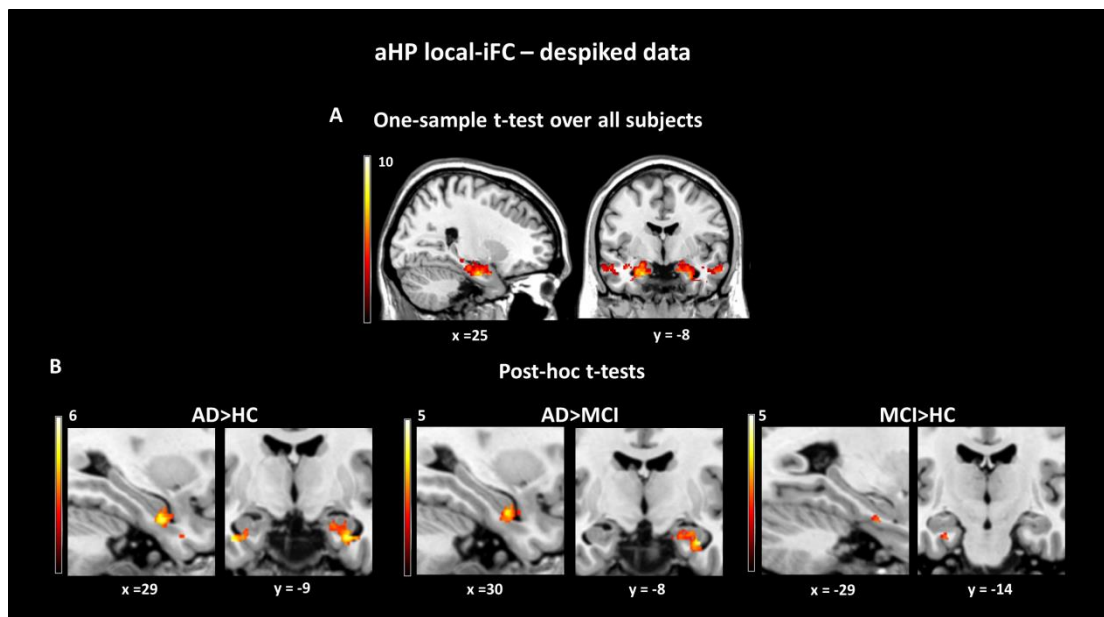 aHP local-iFC – despiked data
A One-sample t-test over all subjects
10
x =25 y = -8
B Post-hoc t-tests
6 AD>HC 5 AD>MCI 5 MCI>HC
x =29 y = -9 x =30 y = -8 x = -29 y = -14